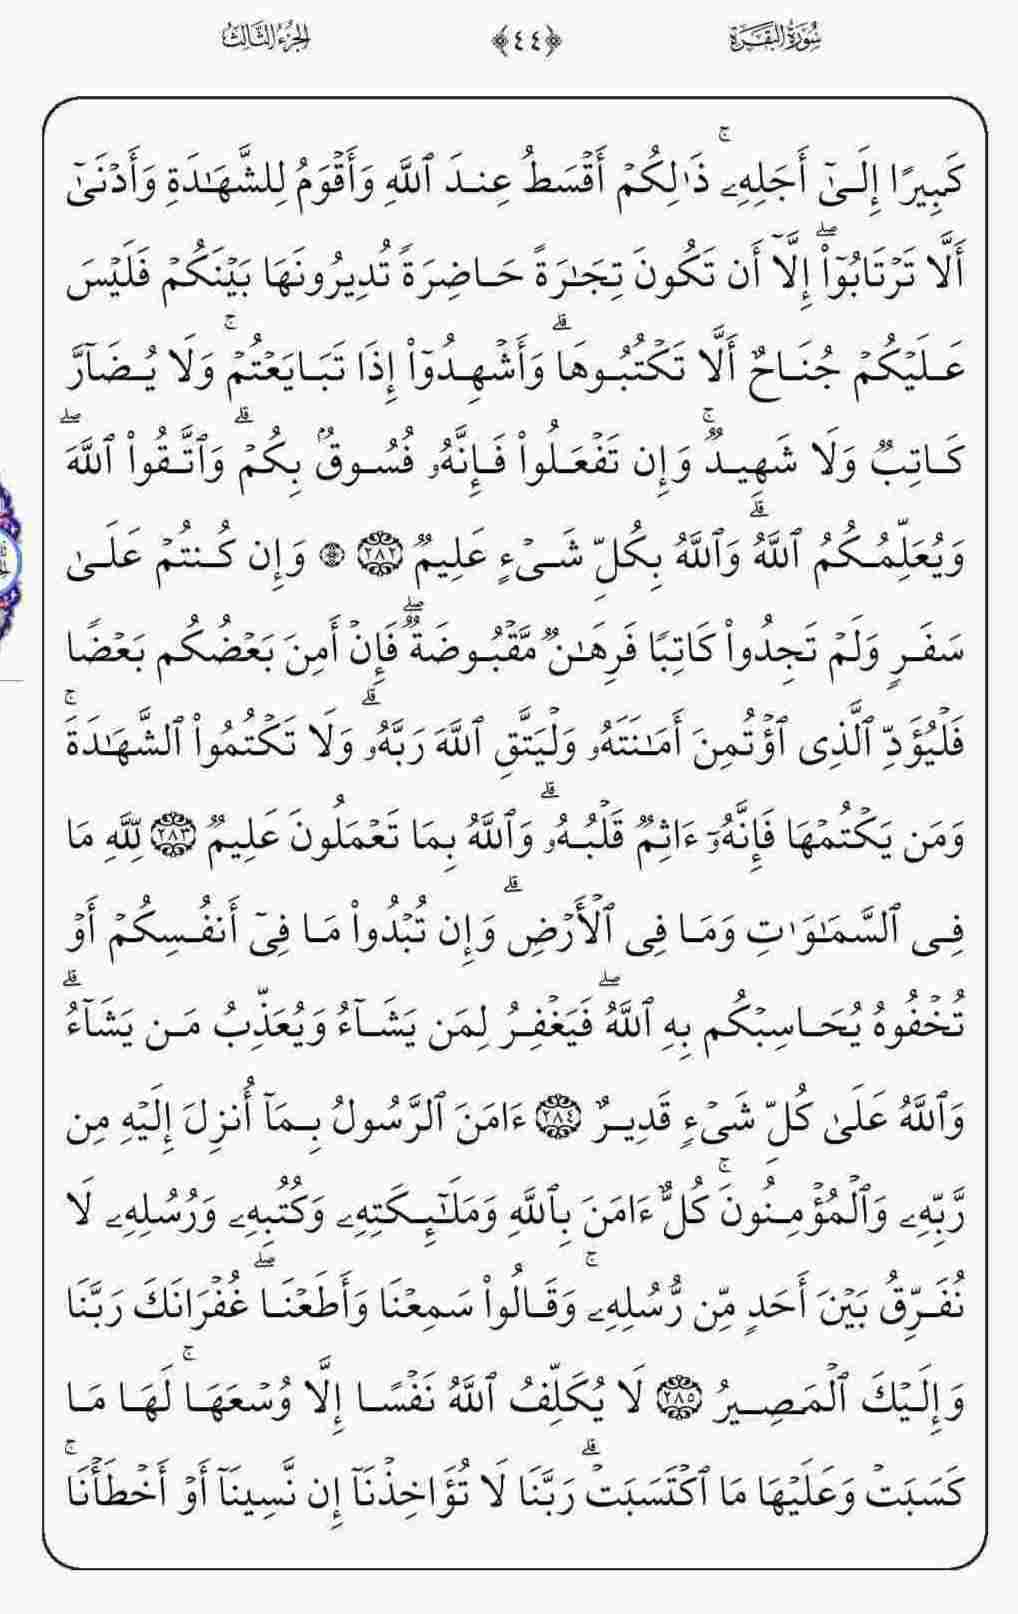 سُورَةُ البَقَرَة ﴿٤٤﴾ الجُزءُ الثَّالِثُ
كَبِيرًا إِلَىٰٓ أَجَلِهِۦۚ ذَٰلِكُمۡ أَقۡسَطُ عِندَ ٱللَّهِ وَأَقۡوَمُ لِلشَّهَٰدَةِ وَأَدۡنَىٰٓ
أَلَّا تَرۡتَابُوٓاْۖ إِلَّآ أَن تَكُونَ تِجَٰرَةً حَاضِرَةٗ تُدِيرُونَهَا بَيۡنَكُمۡ فَلَيۡسَ
عَلَيۡكُمۡ جُنَاحٌ أَلَّا تَكۡتُبُوهَاۗ وَأَشۡهِدُوٓاْ إِذَا تَبَايَعۡتُمۡۚ وَلَا يُضَآرَّ
كَاتِبٞ وَلَا شَهِيدٞۚ وَإِن تَفۡعَلُواْ فَإِنَّهُۥ فُسُوقُۢ بِكُمۡۗ وَٱتَّقُواْ ٱللَّهَۖ
وَيُعَلِّمُكُمُ ٱللَّهُۗ وَٱللَّهُ بِكُلِّ شَيۡءٍ عَلِيمٞ ٢٨٢ ۞ وَإِن كُنتُمۡ عَلَىٰ
سَفَرٖ وَلَمۡ تَجِدُواْ كَاتِبٗا فَرِهَٰنٞ مَّقۡبُوضَةٞۖ فَإِنۡ أَمِنَ بَعۡضُكُم بَعۡضٗا
فَلۡيُؤَدِّ ٱلَّذِي ٱؤۡتُمِنَ أَمَٰنَتَهُۥ وَلۡيَتَّقِ ٱللَّهَ رَبَّهُۥۗ وَلَا تَكۡتُمُواْ ٱلشَّهَٰدَةَۚ
وَمَن يَكۡتُمۡهَا فَإِنَّهُۥٓ ءَاثِمٞ قَلۡبُهُۥۗ وَٱللَّهُ بِمَا تَعۡمَلُونَ عَلِيمٞ ٢٨٣ لِّلَّهِ مَا
فِي ٱلسَّمَٰوَٰتِ وَمَا فِي ٱلۡأَرۡضِۗ وَإِن تُبۡدُواْ مَا فِيٓ أَنفُسِكُمۡ أَوۡ
تُخۡفُوهُ يُحَاسِبۡكُم بِهِ ٱللَّهُۖ فَيَغۡفِرُ لِمَن يَشَآءُ وَيُعَذِّبُ مَن يَشَآءُۗ
وَٱللَّهُ عَلَىٰ كُلِّ شَيۡءٖ قَدِيرٌ ٢٨٤ ءَامَنَ ٱلرَّسُولُ بِمَآ أُنزِلَ إِلَيۡهِ مِن
رَّبِّهِۦ وَٱلۡمُؤۡمِنُونَۚ كُلٌّ ءَامَنَ بِٱللَّهِ وَمَلَٰٓئِكَتِهِۦ وَكُتُبِهِۦ وَرُسُلِهِۦ لَا
نُفَرِّقُ بَيۡنَ أَحَدٖ مِّن رُّسُلِهِۦۚ وَقَالُواْ سَمِعۡنَا وَأَطَعۡنَاۖ غُفۡرَانَكَ رَبَّنَا
وَإِلَيۡكَ ٱلۡمَصِيرُ ٢٨٥ لَا يُكَلِّفُ ٱللَّهُ نَفۡسًا إِلَّا وُسۡعَهَاۚ لَهَا مَا
كَسَبَتۡ وَعَلَيۡهَا مَا ٱكۡتَسَبَتۡۗ رَبَّنَا لَا تُؤَاخِذۡنَآ إِن نَّسِينَآ أَوۡ أَخۡطَأۡنَاۚ